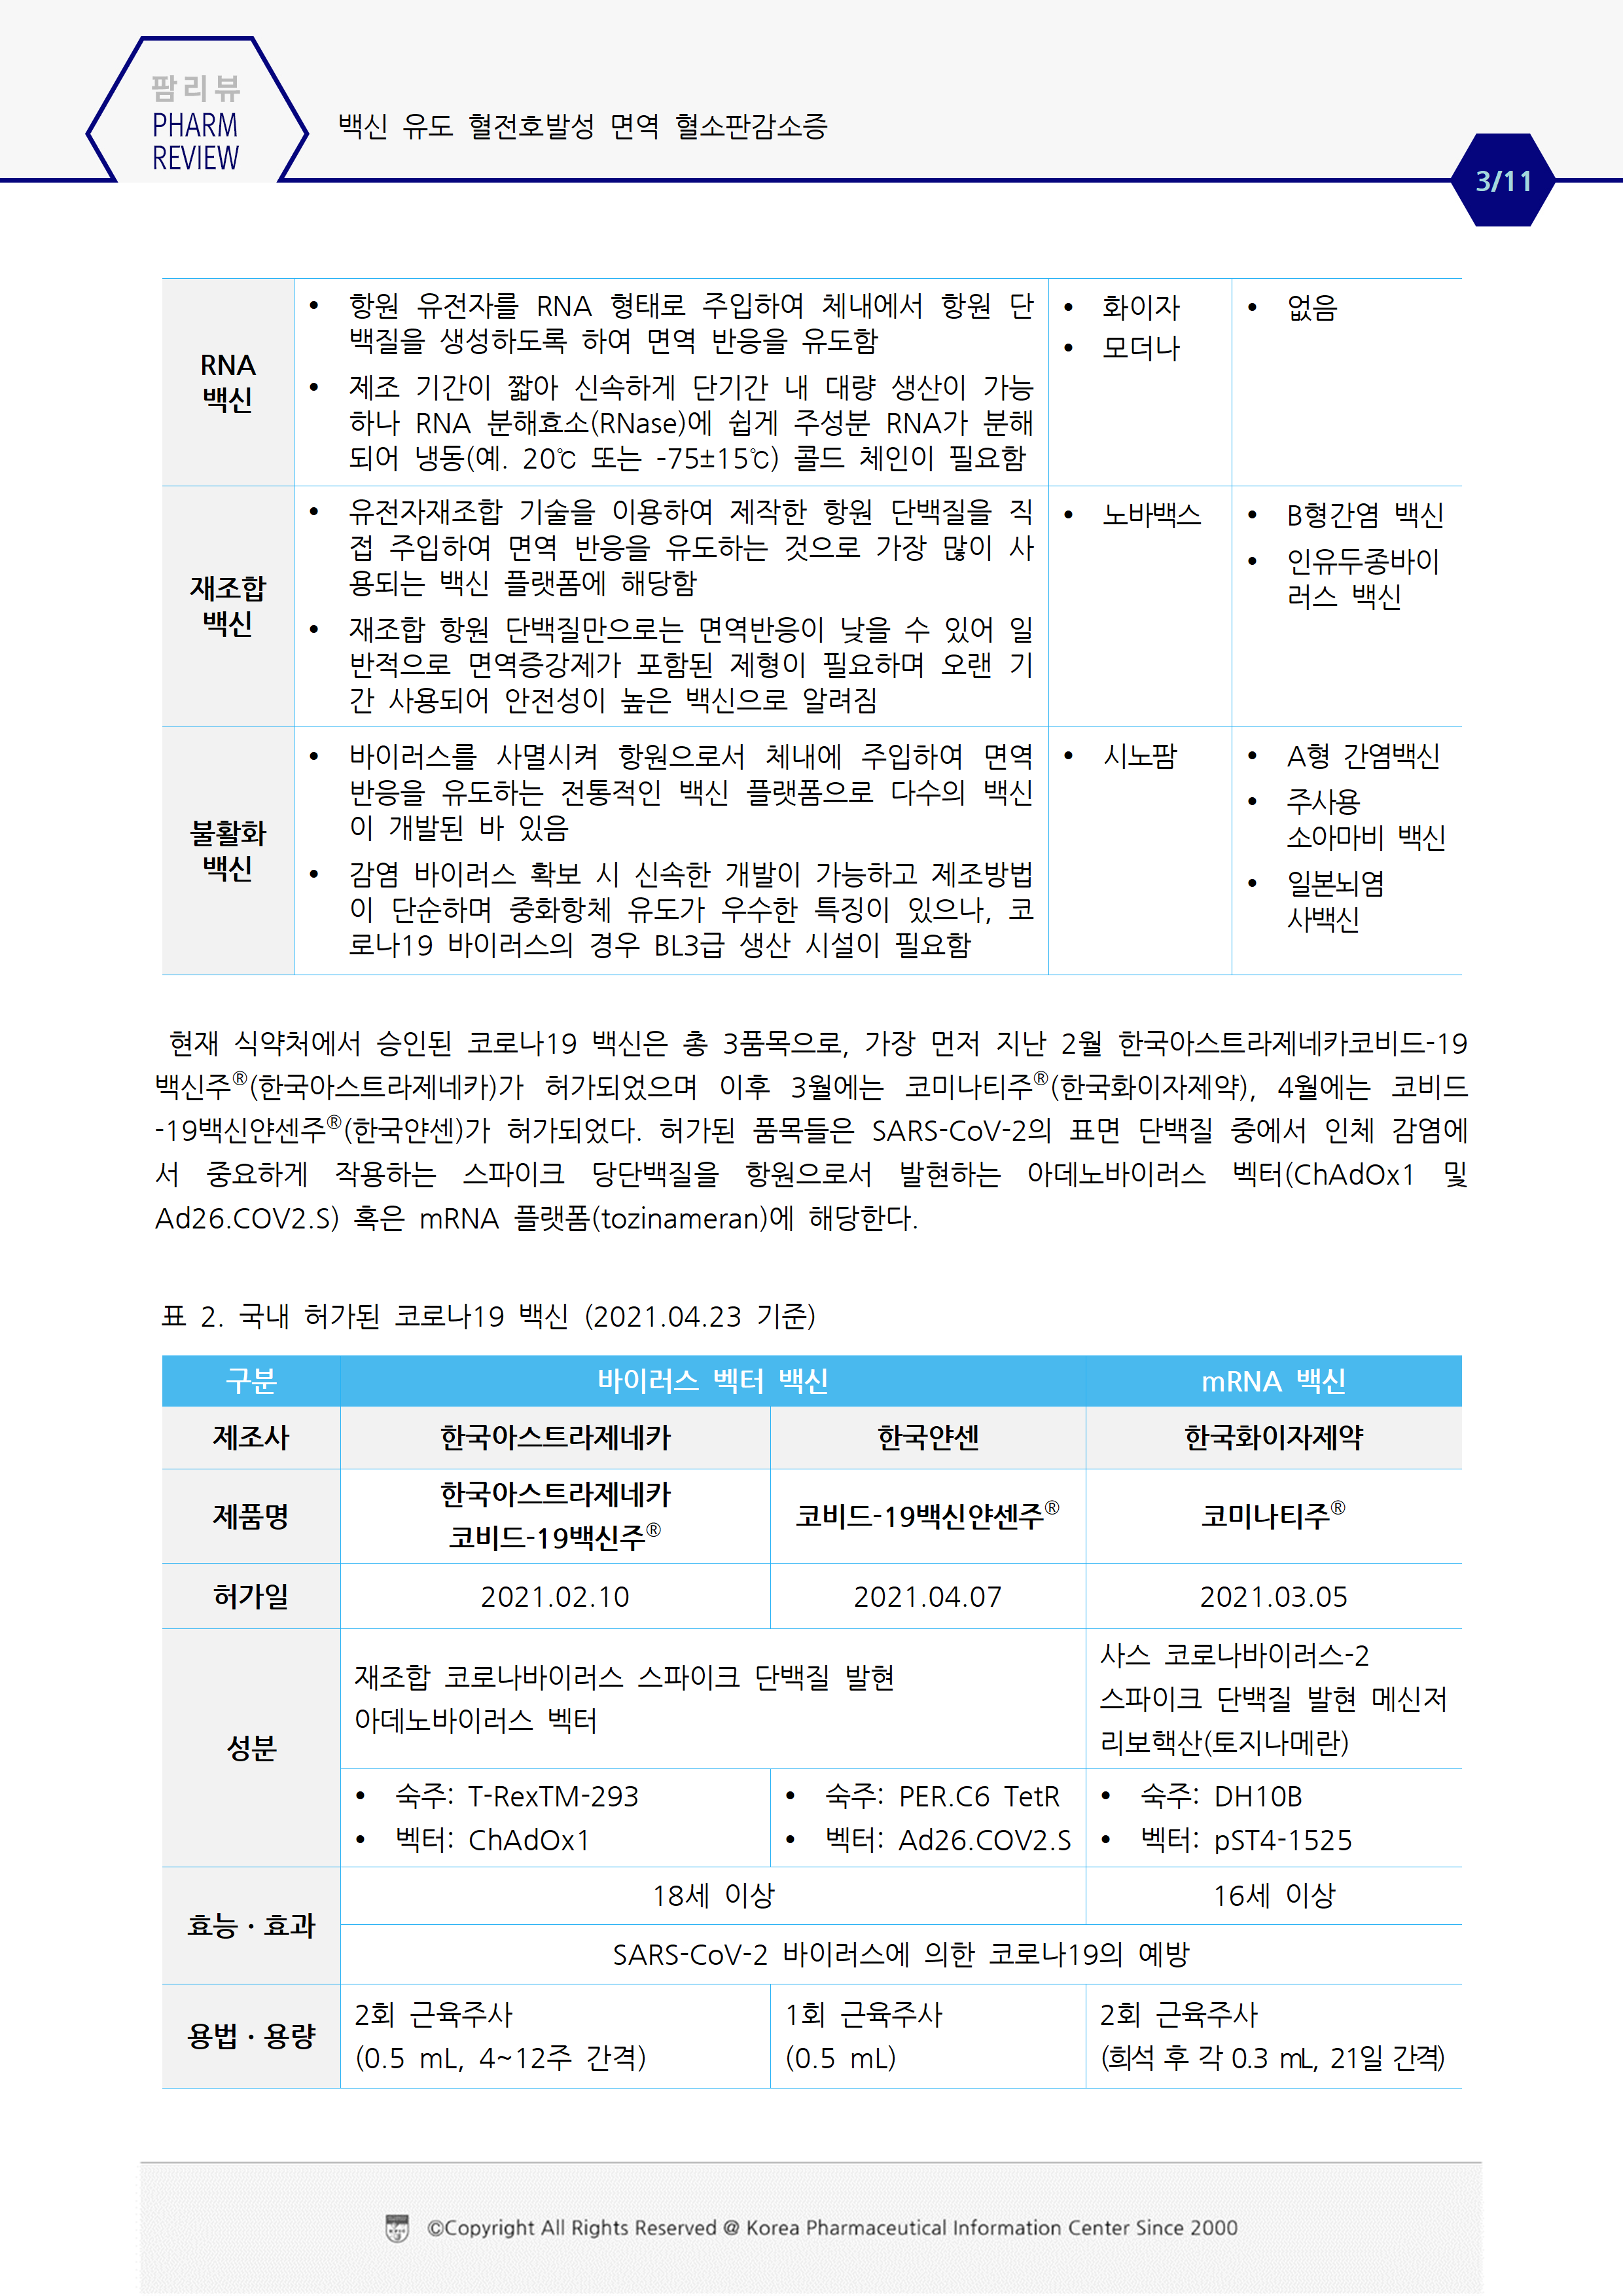 팜리뷰
PHARM
REVIEW
백신 유도 혈전호발성 면역 혈소판감소증
3/11
RNA
백신
• 항원 유전자를 RNA 형태로 주입하여 체내에서 항원 단
백질을 생성하도록 하여 면역 반응을 유도함
• 제조 기간이 짧아 신속하게 단기간 내 대량 생산이 가능
하나 RNA 분해효소(RNase)에 쉽게 주성분 RNA가 분해
되어 냉동(예. 20℃ 또는 -75±15℃) 콜드 체인이 필요함
• 화이자
• 모더나
• 없음
재조합
백신
• 유전자재조합 기술을 이용하여 제작한 항원 단백질을 직
접 주입하여 면역 반응을 유도하는 것으로 가장 많이 사
용되는 백신 플랫폼에 해당함
• 재조합 항원 단백질만으로는 면역반응이 낮을 수 있어 일
반적으로 면역증강제가 포함된 제형이 필요하며 오랜 기
간 사용되어 안전성이 높은 백신으로 알려짐
• 노바백스
• B형간염 백신
• 인유두종바이
러스 백신
불활화
백신
• 바이러스를 사멸시켜 항원으로서 체내에 주입하여 면역
반응을 유도하는 전통적인 백신 플랫폼으로 다수의 백신
이 개발된 바 있음
• 감염 바이러스 확보 시 신속한 개발이 가능하고 제조방법
이 단순하며 중화항체 유도가 우수한 특징이 있으나, 코
로나19 바이러스의 경우 BL3급 생산 시설이 필요함
• 시노팜
• A형 간염백신
• 주사용
소아마비 백신
• 일본뇌염
사백신
현재 식약처에서 승인된 코로나19 백신은 총 3품목으로, 가장 먼저 지난 2월 한국아스트라제네카코비드-19
백신주®(한국아스트라제네카)가 허가되었으며 이후 3월에는 코미나티주®(한국화이자제약), 4월에는 코비드
-19백신얀센주®(한국얀센)가 허가되었다. 허가된 품목들은 SARS-CoV-2의 표면 단백질 중에서 인체 감염에
서 중요하게 작용하는 스파이크 당단백질을 항원으로서 발현하는 아데노바이러스 벡터(ChAdOx1 및
Ad26.COV2.S) 혹은 mRNA 플랫폼(tozinameran)에 해당한다.
표 2. 국내 허가된 코로나19 백신 (2021.04.23 기준)
구분 바이러스 벡터 백신 mRNA 백신
제조사 한국아스트라제네카 한국얀센 한국화이자제약
제품명
한국아스트라제네카
코비드-19백신주®
코비드-19백신얀센주®
코미나티주®
허가일 2021.02.10 2021.04.07 2021.03.05
성분
재조합 코로나바이러스 스파이크 단백질 발현
아데노바이러스 벡터
사스 코로나바이러스-2
스파이크 단백질 발현 메신저
리보핵산(토지나메란)
• 숙주: T-RexTM-293
• 벡터: ChAdOx1
• 숙주: PER.C6 TetR
• 벡터: Ad26.COV2.S
• 숙주: DH10B
• 벡터: pST4-1525
효능·효과
18세 이상 16세 이상
SARS-CoV-2 바이러스에 의한 코로나19의 예방
용법·용량
2회 근육주사
(0.5 mL, 4~12주 간격)
1회 근육주사
(0.5 mL)
2회 근육주사
(희석 후 각 0.3 mL, 21일 간격)
©Copyright All Rights Reserved @ Korea Pharmaceutical Information Center Since 2000